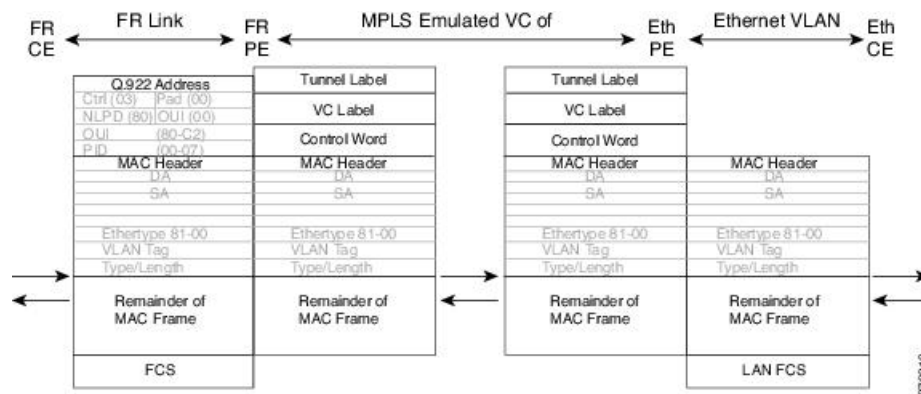 FR CE
FR Link
FR PE
MPLS Emulated VC of
Eth PE
Ethernet VLAN
Eth CE
Q.922 Address
Ctrl (03) Pad (00)
NLPD (80) OUI (00)
OUI (80-C2)
PID (00-07)
MAC Header
DA
SA
Ethertype 81-00
VLAN Tag
Type/Length
Remainder of
MAC Frame
FCS
Tunnel Label
VC Label
Control Word
MAC Header
DA
SA
Ethertype 81-00
VLAN Tag
Type/Length
Remainder of
MAC Frame
Tunnel Label
VC Label
Control Word
MAC Header
DA
SA
Ethertype 81-00
VLAN Tag
Type/Length
Remainder of
MAC Frame
MAC Header
DA
SA
Ethertype 81-00
VLAN Tag
Type/Length
Remainder of
MAC Frame
LAN FCS